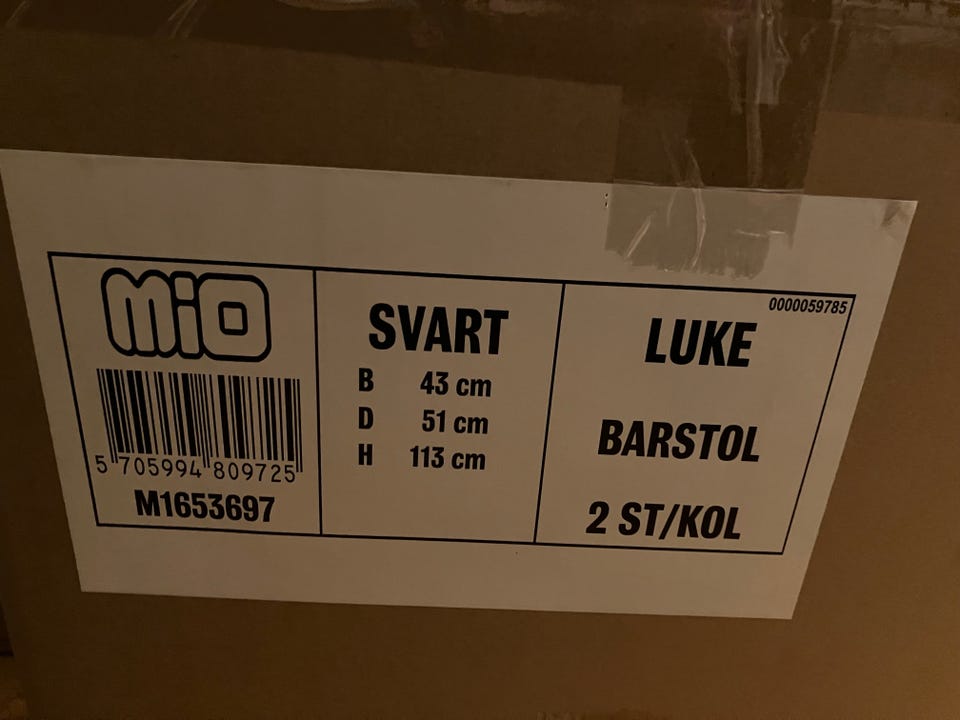 MiO
5 705994 809725
M1653697
SVART
B 43 cm
D 51 cm
H 113 cm
0000059785
LUKE
BARSTOL
2 ST/KOL